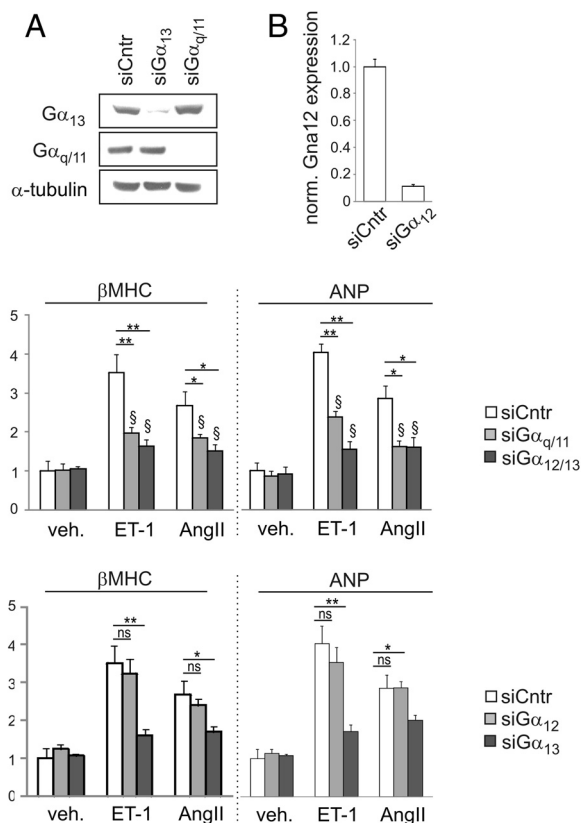 A
siCntr
siGα13
siGαq/11
Gα13
Gαq/11
α-tubulin
B
norm. Gna12 expression
1.2
1.0
0.8
0.6
0.4
0.2
0
siCntr
siGα12
βMHC
ANP
5
4
3
2
1
0
** ** * *
** ** * *
§ § § § § § § §
veh. ET-1 AngII veh. ET-1 AngII
siCntr
siGαq/11
siGα12/13
βMHC
ANP
5
4
3
2
1
0
** * ** *
ns ns ns ns
veh. ET-1 AngII veh. ET-1 AngII
siCntr
siGα12
siGα13